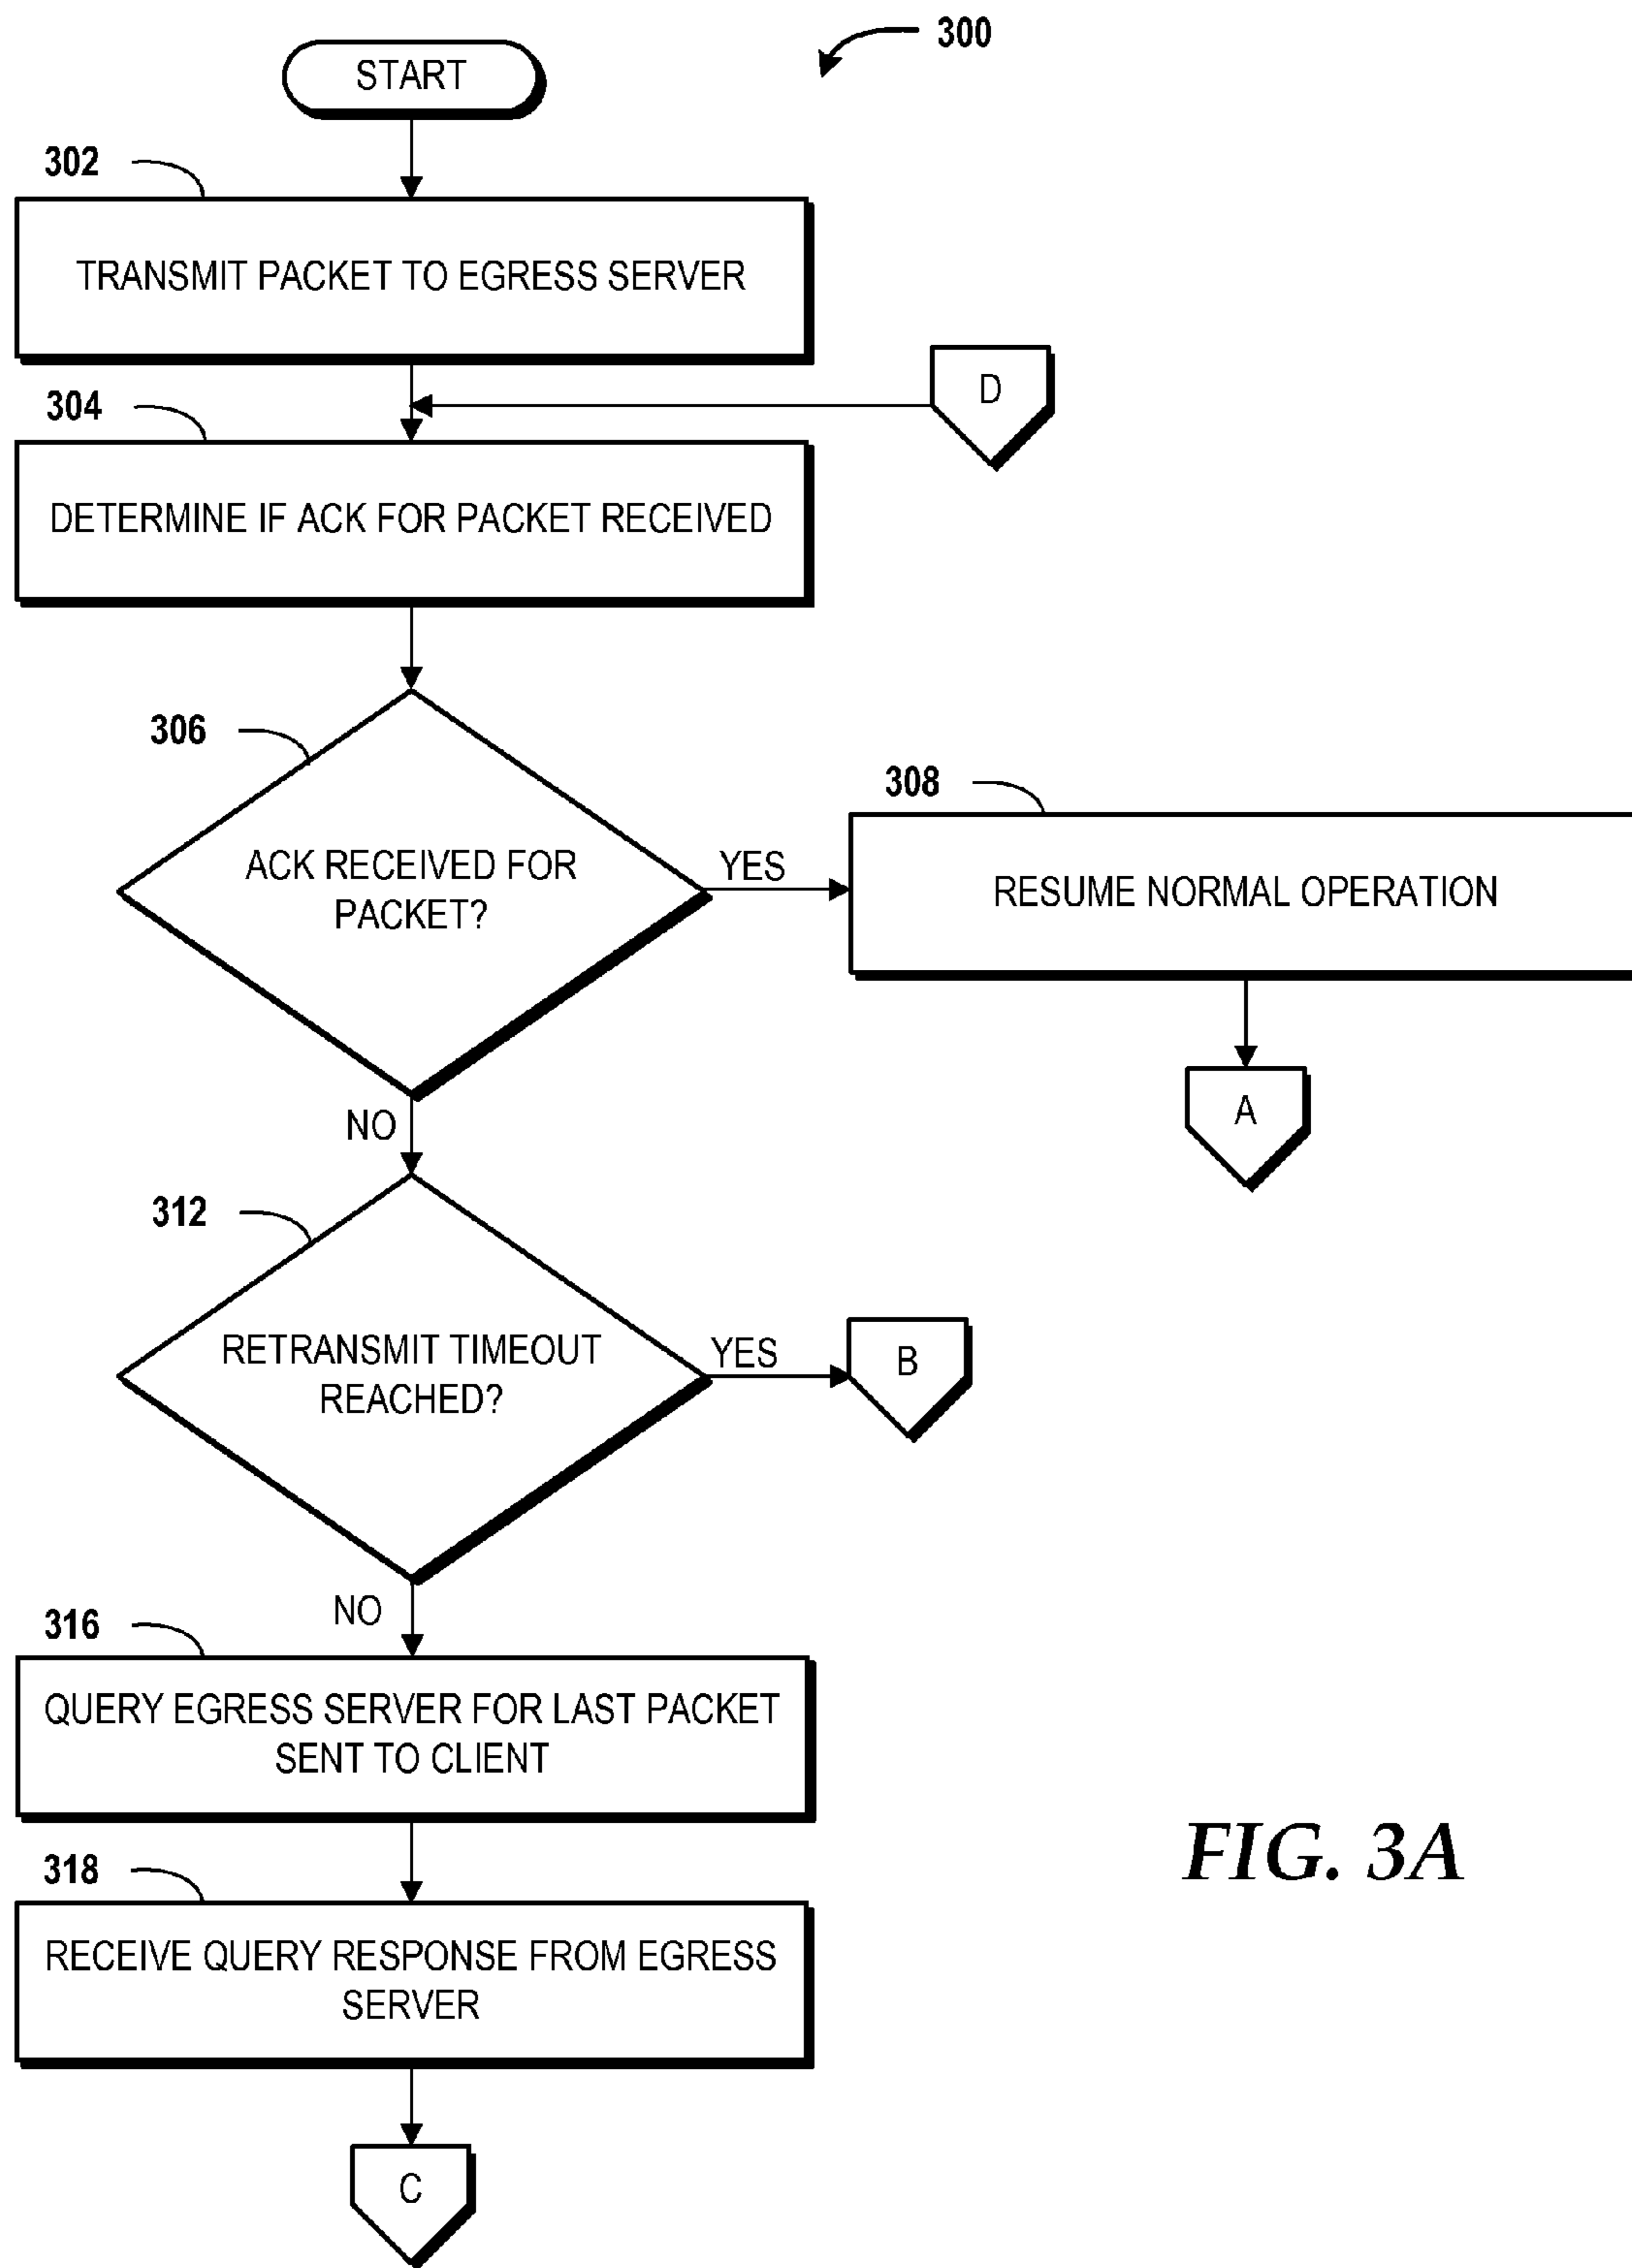 300
START
302
TRANSMIT PACKET TO EGRESS SERVER
D
304
DETERMINE IF ACK FOR PACKET RECEIVED
306
ACK RECEIVED FOR
PACKET?
YES
308
RESUME NORMAL OPERATION
A
NO
312
RETRANSMIT TIMEOUT
REACHED?
YES
B
NO
316
QUERY EGRESS SERVER FOR LAST PACKET
SENT TO CLIENT
318
RECEIVE QUERY RESPONSE FROM EGRESS
SERVER
C
FIG. 3A